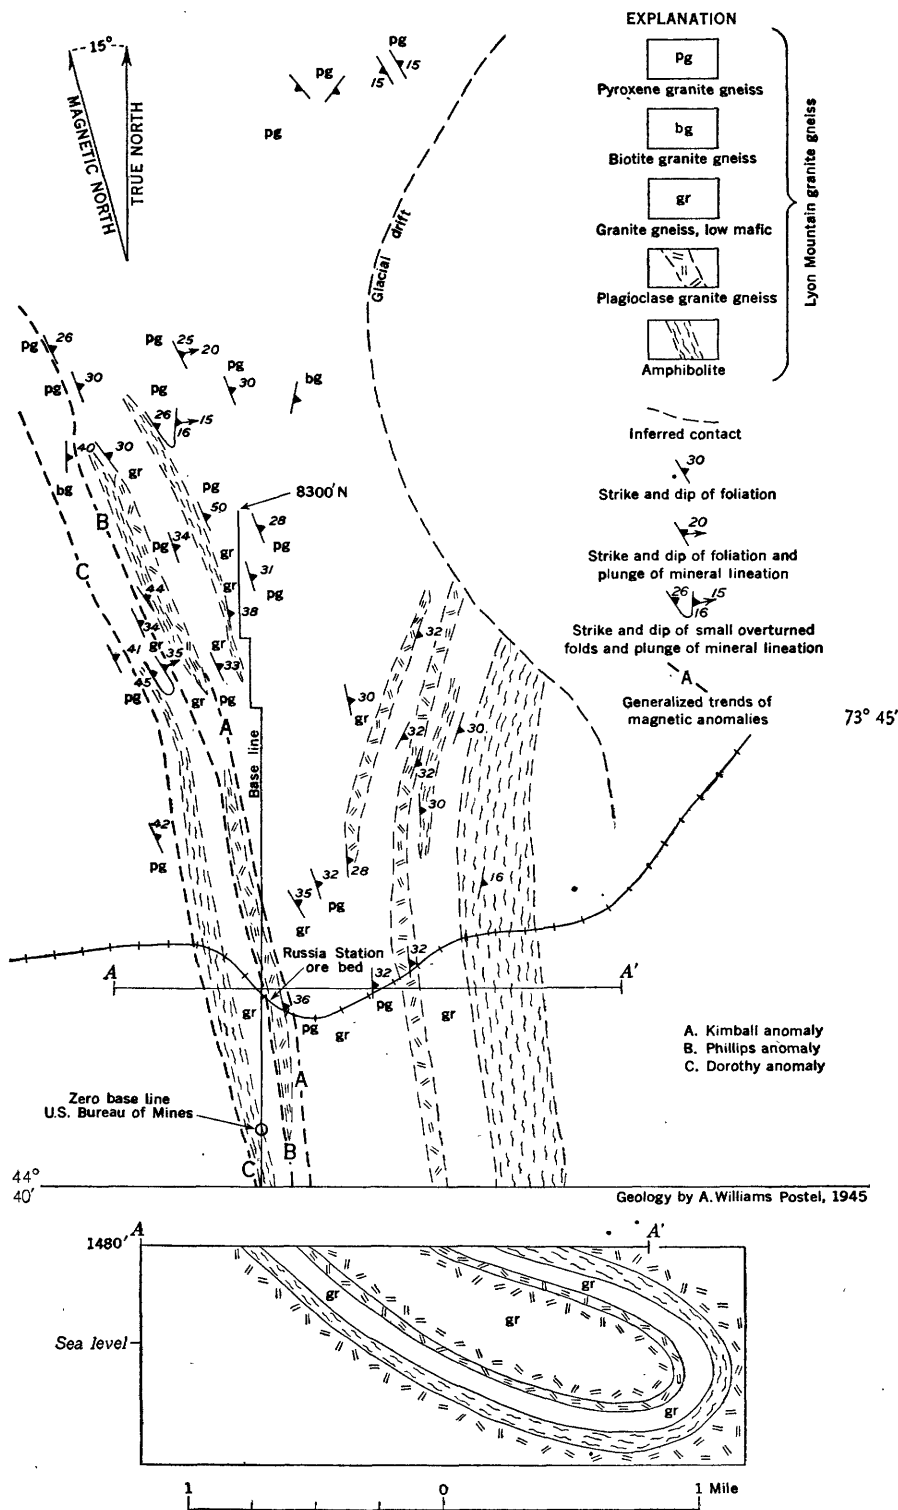 EXPLANATION
pg
Pyroxene granite gneiss
bg
Biotite granite gneiss
gr
Granite gneiss, low mafic
Plagioclase granite gneiss
Amphibolite
Lyon Mountain granite gneiss
Inferred contact
30
Strike and dip of foliation
20
Strike and dip of foliation and
plunge of mineral lineation
26 15
16
Strike and dip of small overturned
folds and plunge of mineral lineation
A
Generalized trends of
magnetic anomalies
73° 45'
A. Kimball anomaly
B. Phillips anomaly
C. Dorothy anomaly
15°
MAGNETIC NORTH
TRUE NORTH
pg
15 15
pg
pg
Glacial drift
pg 26
pg 25 20
pg
pg 30
pg
30
bg
26 15
16
40 30
gr
bg
pg
50
8300'N
B
28
pg 34
gr
pg
C
31
gr
pg
44
38
34
gr
gr
41
35
33
45
pg
gr
pg
A
32
30
gr
32
30
Base line
32
30
42
pg
28
32
35
pg
16
gr
Russia Station
ore bed
32
A
32
A'
36
gr
pg
pg
gr
gr
A
Zero base line
U.S. Bureau of Mines
B
C
44°
40'
Geology by A. Williams Postel, 1945
A
A'
1480'
gr
gr
gr
Sea level
gr
1 0 1 Mile